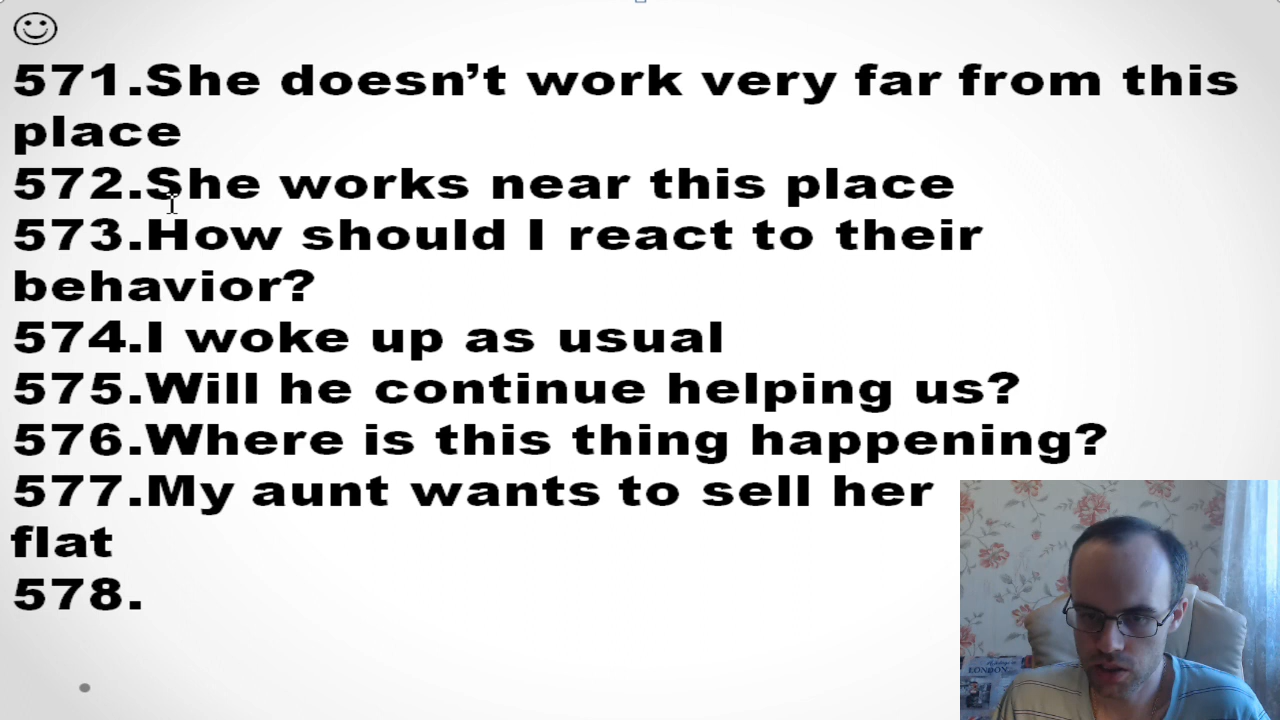 571.She doesn’t work very far from this
place
572.She works near this place
573.How should I react to their
behavior?
574.I woke up as usual
575.Will he continue helping us?
576.Where is this thing happening?
577.My aunt wants to sell her
flat
578.
LONDON